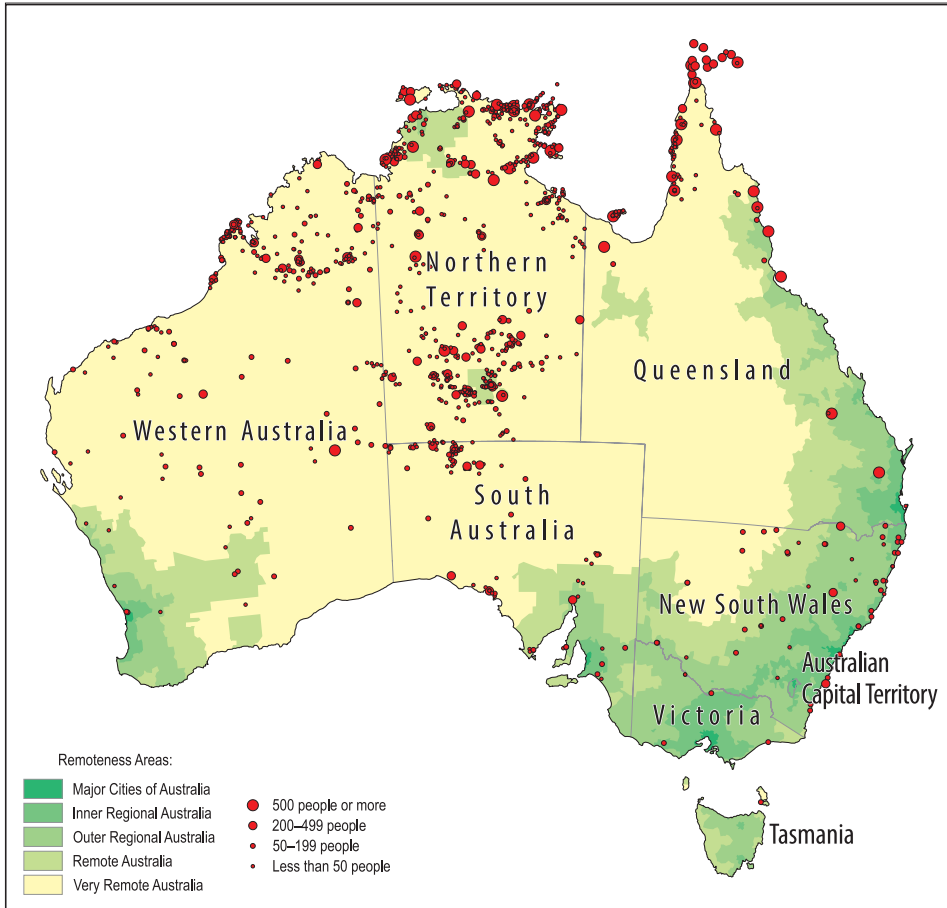 Northern
Territory
Queensland
Western Australia
South
Australia
New South Wales
Australian
Capital Territory
Victoria
Tasmania
Remoteness Areas:
Major Cities of Australia
Inner Regional Australia
Outer Regional Australia
Remote Australia
Very Remote Australia
500 people or more
200–499 people
50–199 people
Less than 50 people